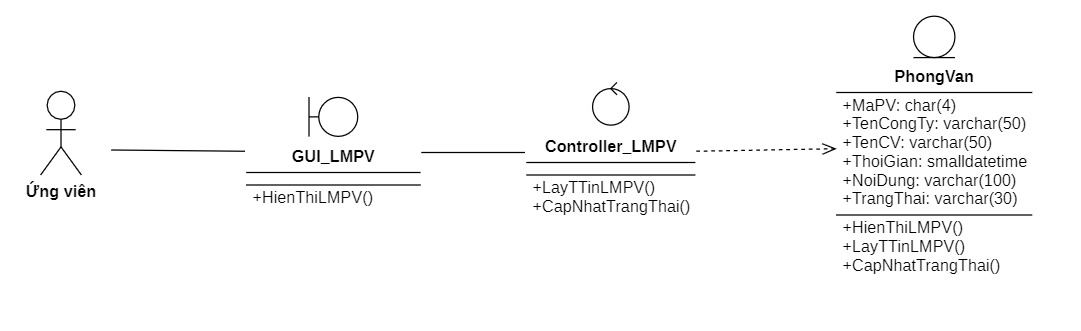 Ứng viên
GUI_LMPV
+HienThiLMPV()
Controller_LMPV
+LayTTinLMPV()
+CapNhatTrangThai()
PhongVan
+MaPV: char(4)
+TenCongTy: varchar(50)
+TenCV: varchar(50)
+ThoiGian: smalldatetime
+NoiDung: varchar(100)
+TrangThai: varchar(30)
+HienThiLMPV()
+LayTTinLMPV()
+CapNhatTrangThai()